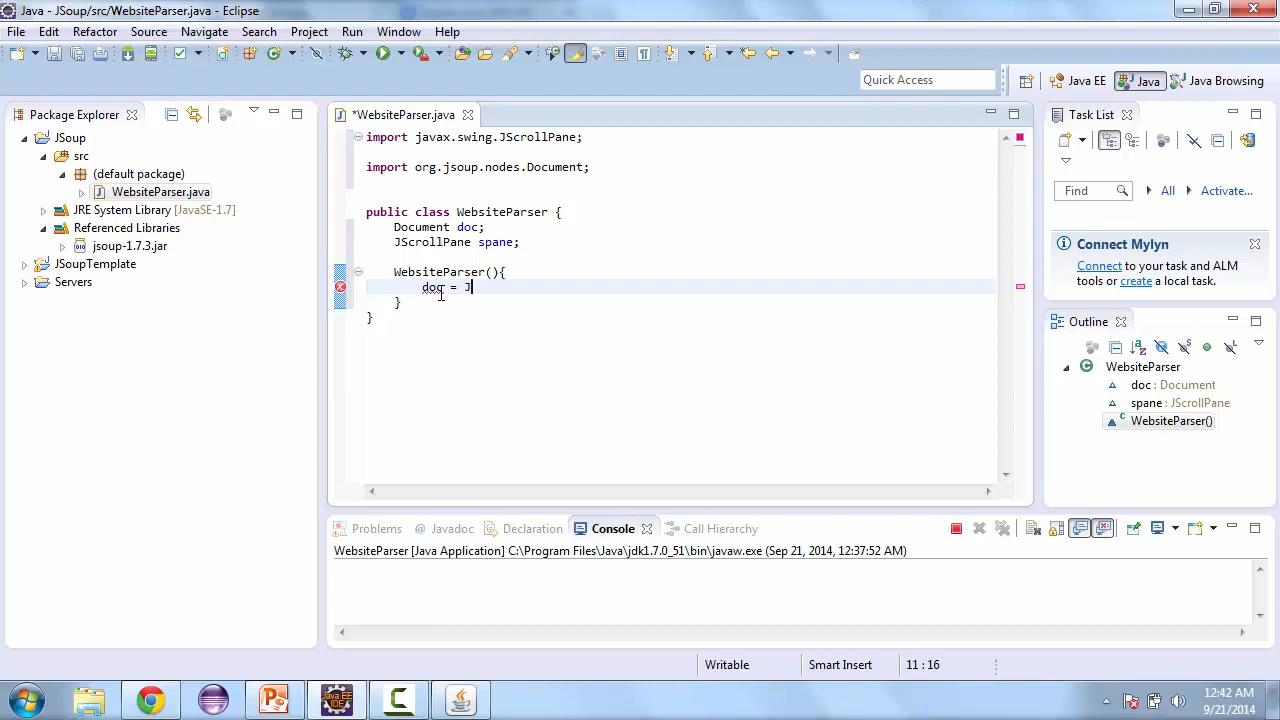 Java - JSoup/src/WebsiteParser.java - Eclipse
File Edit Refactor Source Navigate Search Project Run Window Help
Quick Access
Java EE
Java
Java Browsing
Package Explorer
JSoup
src
(default package)
WebsiteParser.java
JRE System Library [JavaSE-1.7]
Referenced Libraries
jsoup-1.7.3.jar
JSoupTemplate
Servers
*WebsiteParser.java
import javax.swing.JScrollPane;
import org.jsoup.nodes.Document;
public class WebsiteParser {
Document doc;
JScrollPane spane;
WebsiteParser(){
doc = J
}
}
Task List
Find
All
Activate...
Connect Mylyn
Connect to your task and ALM
tools or create a local task.
Outline
WebsiteParser
doc : Document
spane : JScrollPane
WebsiteParser()
Problems
@ Javadoc
Declaration
Console
Call Hierarchy
WebsiteParser [Java Application] C:\Program Files\Java\jdk1.7.0_51\bin\javaw.exe (Sep 21, 2014, 12:37:52 AM)
Writable
Smart Insert
11 : 16
Java EE
IDE
12:42 AM
9/21/2014